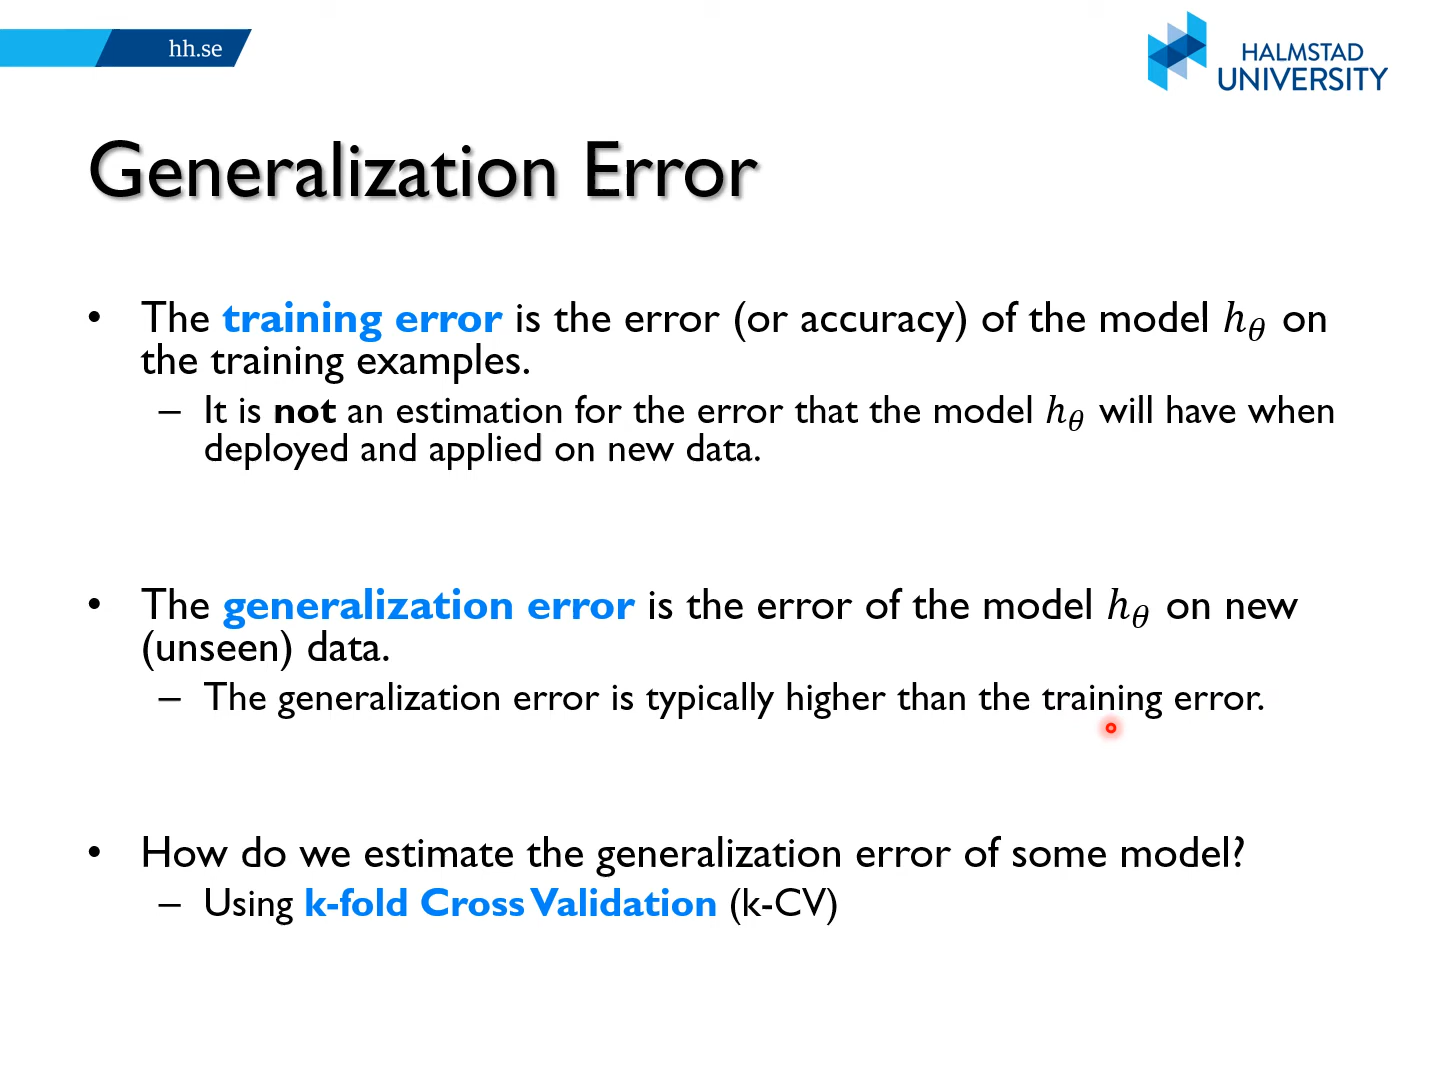 hh.se
HALMSTAD
UNIVERSITY
Generalization Error
• The training error is the error (or accuracy) of the model hθ on
the training examples.
– It is not an estimation for the error that the model hθ will have when
deployed and applied on new data.
• The generalization error is the error of the model hθ on new
(unseen) data.
– The generalization error is typically higher than the training error.
• How do we estimate the generalization error of some model?
– Using k-fold Cross Validation (k-CV)